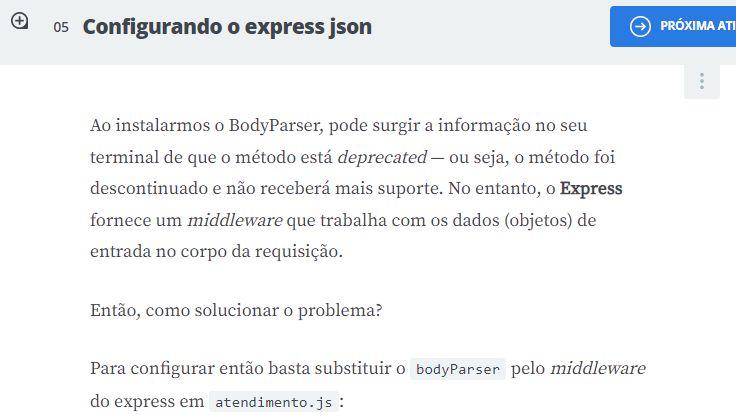 05 Configurando o express json
PRÓXIMA ATI
Ao instalarmos o BodyParser, pode surgir a informação no seu
terminal de que o método está deprecated — ou seja, o método foi
descontinuado e não receberá mais suporte. No entanto, o Express
fornece um middleware que trabalha com os dados (objetos) de
entrada no corpo da requisição.
Então, como solucionar o problema?
Para configurar então basta substituir o bodyParser pelo middleware
do express em atendimento.js: